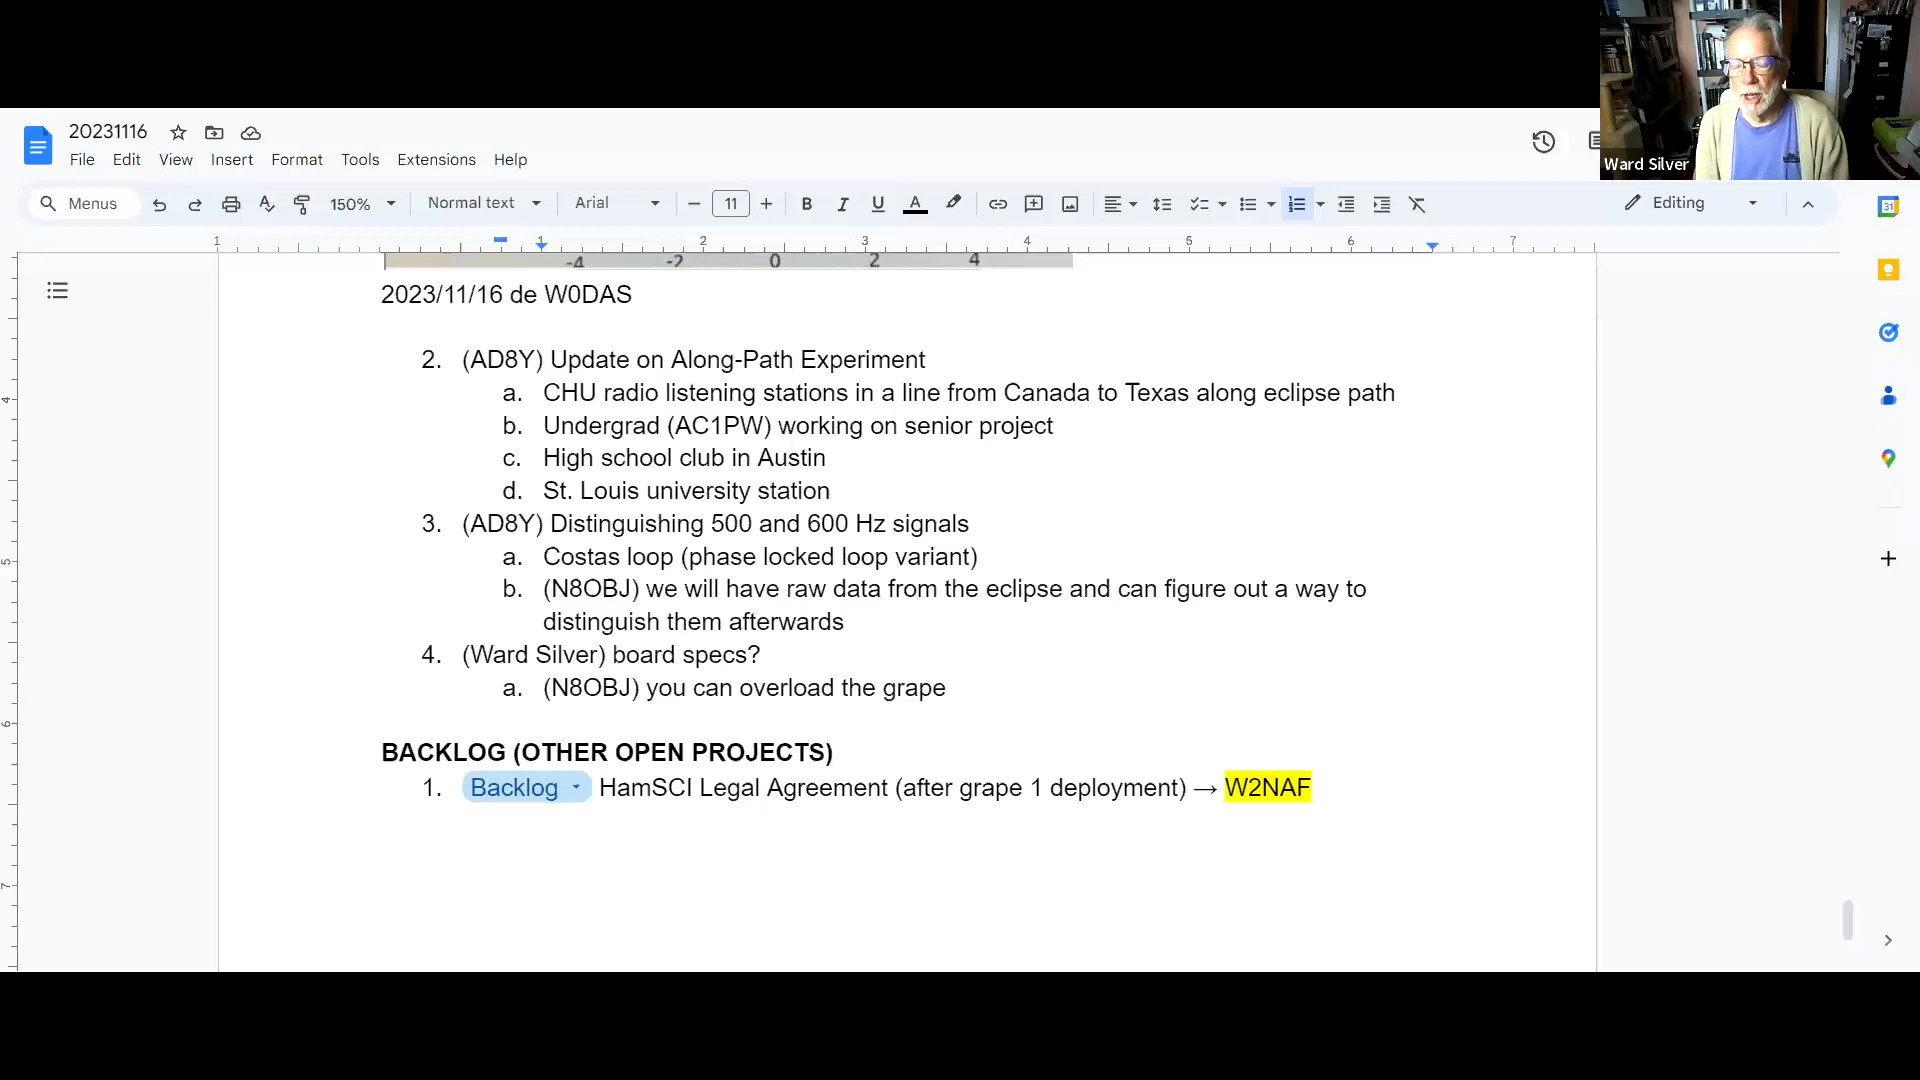 20231116
File Edit View Insert Format Tools Extensions Help
Ward Silver
Menus 150% Normal text Arial 11 Editing
31
1 1 2 3 4 5 6 7
-4 -2 0 2 4
2023/11/16 de W0DAS
2. (AD8Y) Update on Along-Path Experiment
a. CHU radio listening stations in a line from Canada to Texas along eclipse path
b. Undergrad (AC1PW) working on senior project
c. High school club in Austin
d. St. Louis university station
3. (AD8Y) Distinguishing 500 and 600 Hz signals
a. Costas loop (phase locked loop variant)
b. (N8OBJ) we will have raw data from the eclipse and can figure out a way to
distinguish them afterwards
4. (Ward Silver) board specs?
a. (N8OBJ) you can overload the grape
BACKLOG (OTHER OPEN PROJECTS)
1. Backlog HamSCI Legal Agreement (after grape 1 deployment) → W2NAF
4
5
6
7